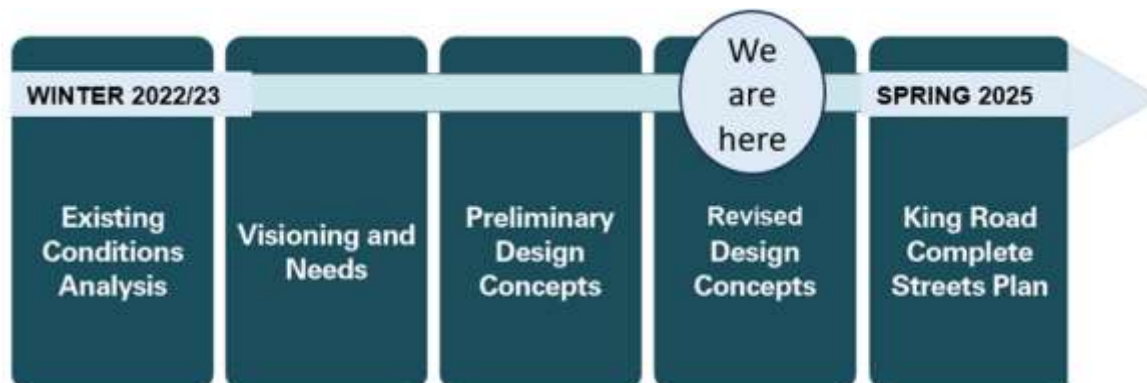 We
are
here
WINTER 2022/23
SPRING 2025
Existing
Conditions
Analysis
Visioning and
Needs
Preliminary
Design
Concepts
Revised
Design
Concepts
King Road
Complete
Streets Plan